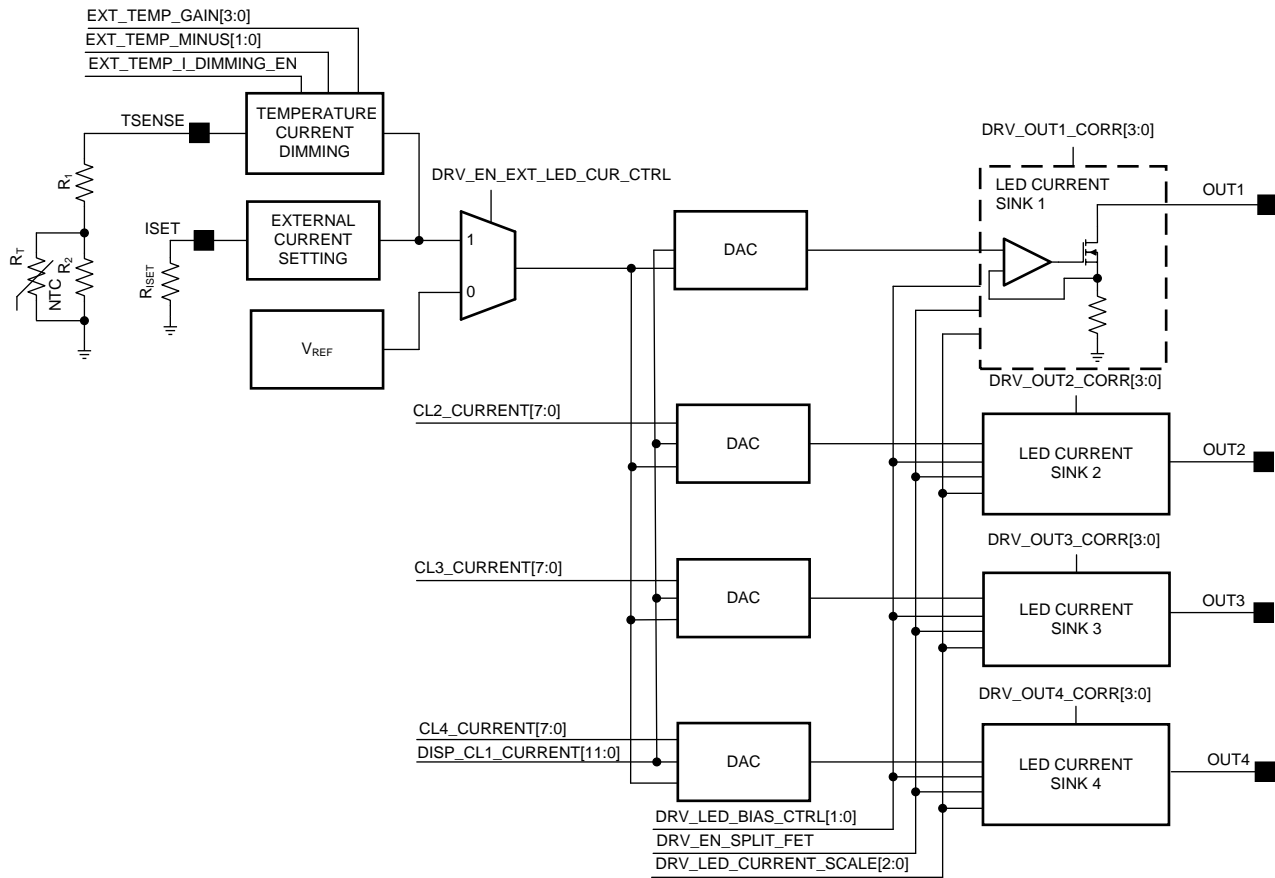 EXT_TEMP_GAIN[3:0]
EXT_TEMP_MINUS[1:0]
EXT_TEMP_I_DIMMING_EN
TSENSE
TEMPERATURE
CURRENT
DIMMING
R1
RT
NTC
R2
ISET
RISET
EXTERNAL
CURRENT
SETTING
VREF
DRV_EN_EXT_LED_CUR_CTRL
1
0
DAC
DRV_OUT1_CORR[3:0]
LED CURRENT
SINK 1
OUT1
CL2_CURRENT[7:0]
DAC
DRV_OUT2_CORR[3:0]
LED CURRENT
SINK 2
OUT2
CL3_CURRENT[7:0]
DAC
DRV_OUT3_CORR[3:0]
LED CURRENT
SINK 3
OUT3
CL4_CURRENT[7:0]
DISP_CL1_CURRENT[11:0]
DAC
DRV_OUT4_CORR[3:0]
LED CURRENT
SINK 4
OUT4
DRV_LED_BIAS_CTRL[1:0]
DRV_EN_SPLIT_FET
DRV_LED_CURRENT_SCALE[2:0]